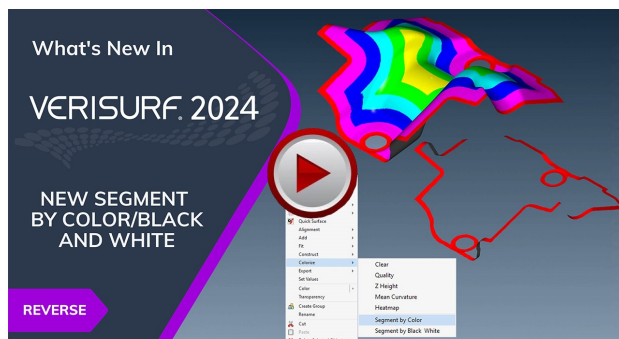 What's New In
VERISURF. 2024
NEW SEGMENT
BY COLOR/BLACK
AND WHITE
REVERSE
Quick Surface
Alignment
Add
Fit
Construct
Colorize
Export
Set Values
Color
Transparency
Create Group
Rename
Cut
Paste
Clear
Quality
Z Height
Mean Curvature
Heatmap
Segment by Color
Segment by Black White